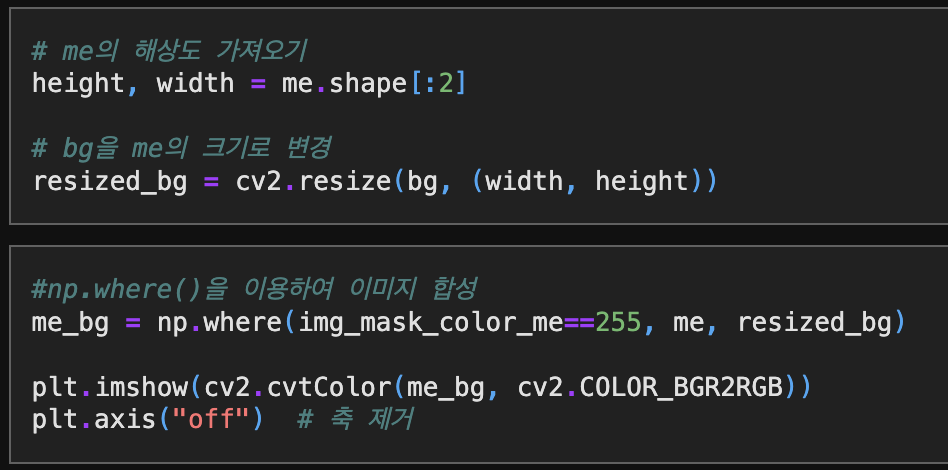 # me의 해상도 가져오기
height, width = me.shape[:2]
# bg을 me의 크기로 변경
resized_bg = cv2.resize(bg, (width, height))
#np.where()을 이용하여 이미지 합성
me_bg = np.where(img_mask_color_me==255, me, resized_bg)
plt.imshow(cv2.cvtColor(me_bg, cv2.COLOR_BGR2RGB))
plt.axis("off")  # 축 제거